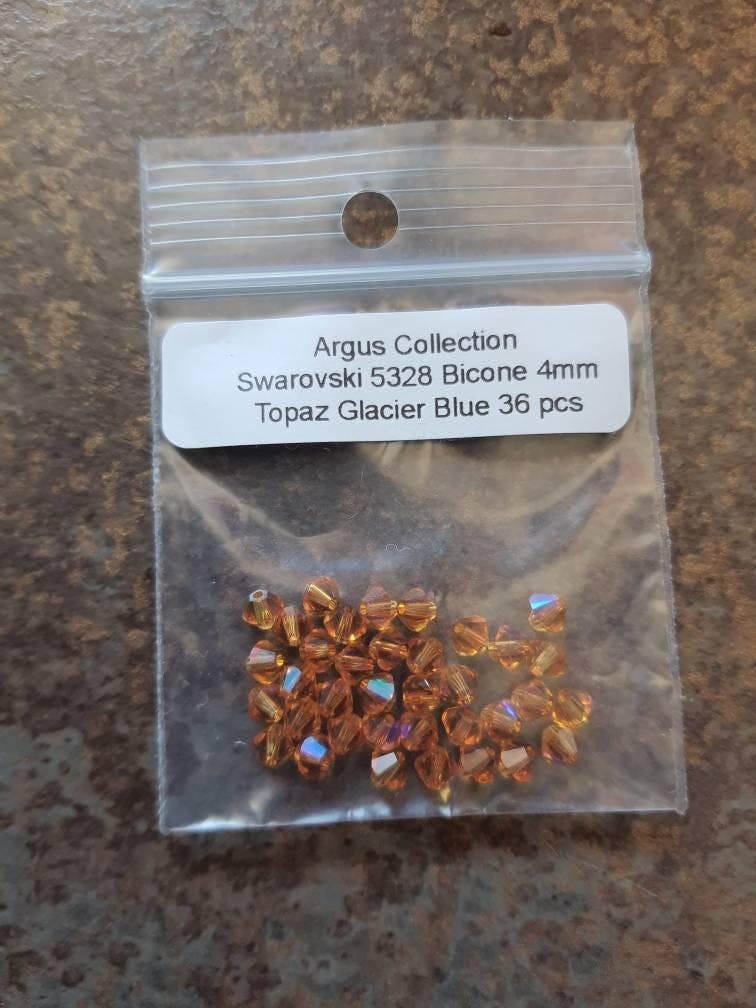 Argus Collection
Swarovski 5328 Bicone 4mm
Topaz Glacier Blue 36 pcs